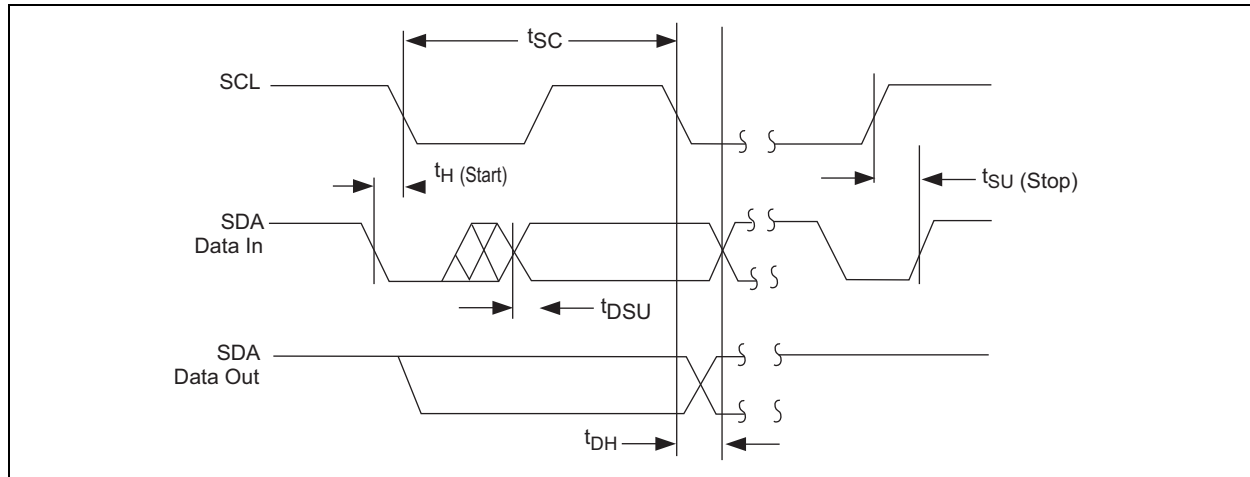 tSC
SCL
tH (Start)
tSU (Stop)
SDA
Data In
tDSU
SDA
Data Out
tDH